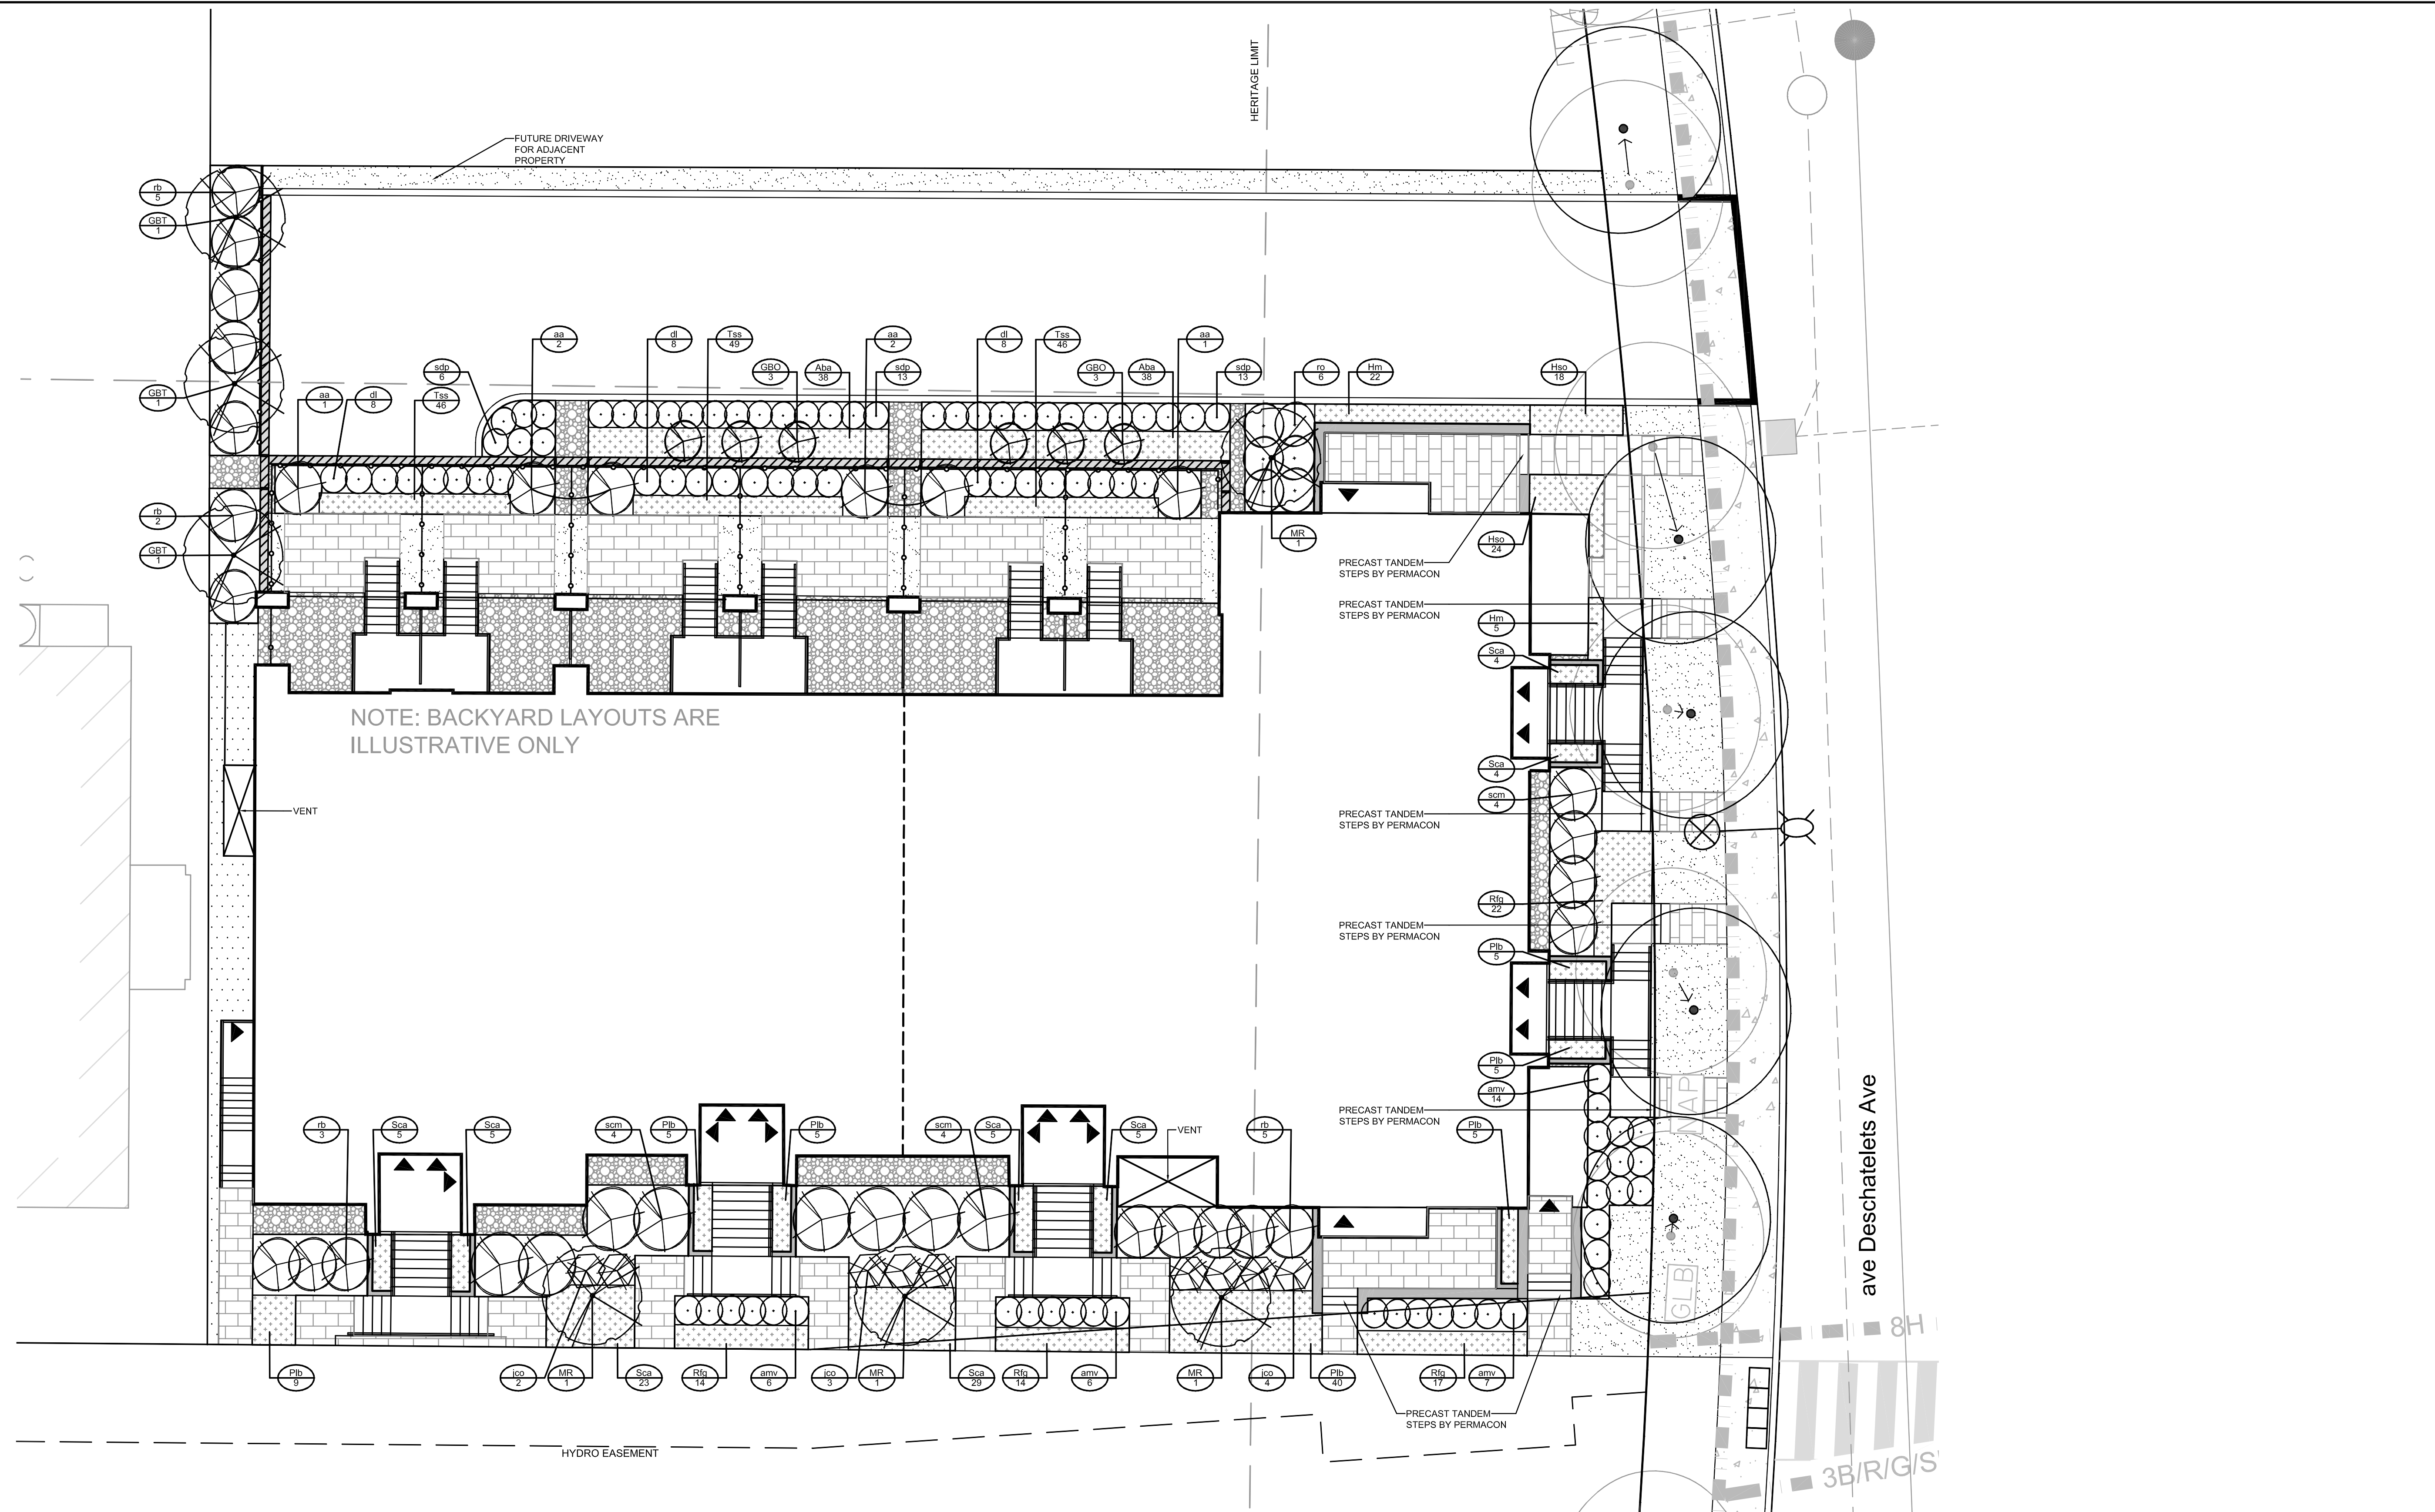 HERITAGE LIMIT
FUTURE DRIVEWAY
FOR ADJACENT
PROPERTY
rb
5
GBT
1
aa
2
dl
8
Tss
49
aa
2
dl
8
Tss
46
aa
1
sdp
6
GBO
3
Aba
38
sdp
13
GBO
3
Aba
38
sdp
13
ro
6
Hm
22
Hso
18
GBT
1
aa
1
dl
8
Tss
46
rb
2
GBT
1
MR
1
Hso
24
PRECAST TANDEM
STEPS BY PERMACON
PRECAST TANDEM
STEPS BY PERMACON
Hm
5
Sca
4
NOTE: BACKYARD LAYOUTS ARE
ILLUSTRATIVE ONLY
Sca
4
scm
4
VENT
PRECAST TANDEM
STEPS BY PERMACON
Rfg
22
PRECAST TANDEM
STEPS BY PERMACON
Plb
5
Plb
5
amv
14
NAP
ave Deschatelets Ave
PRECAST TANDEM
STEPS BY PERMACON
rb
3
Sca
5
Sca
5
scm
4
Plb
5
Plb
5
scm
4
Sca
5
Sca
5
VENT
rb
5
Plb
5
GLB
8H
Plb
9
jco
2
MR
1
Sca
23
Rfg
14
amv
6
jco
3
MR
1
Sca
29
Rfg
14
amv
6
MR
1
jco
4
Plb
40
Rfg
17
amv
7
PRECAST TANDEM
STEPS BY PERMACON
HYDRO EASEMENT
3B/R/G/S